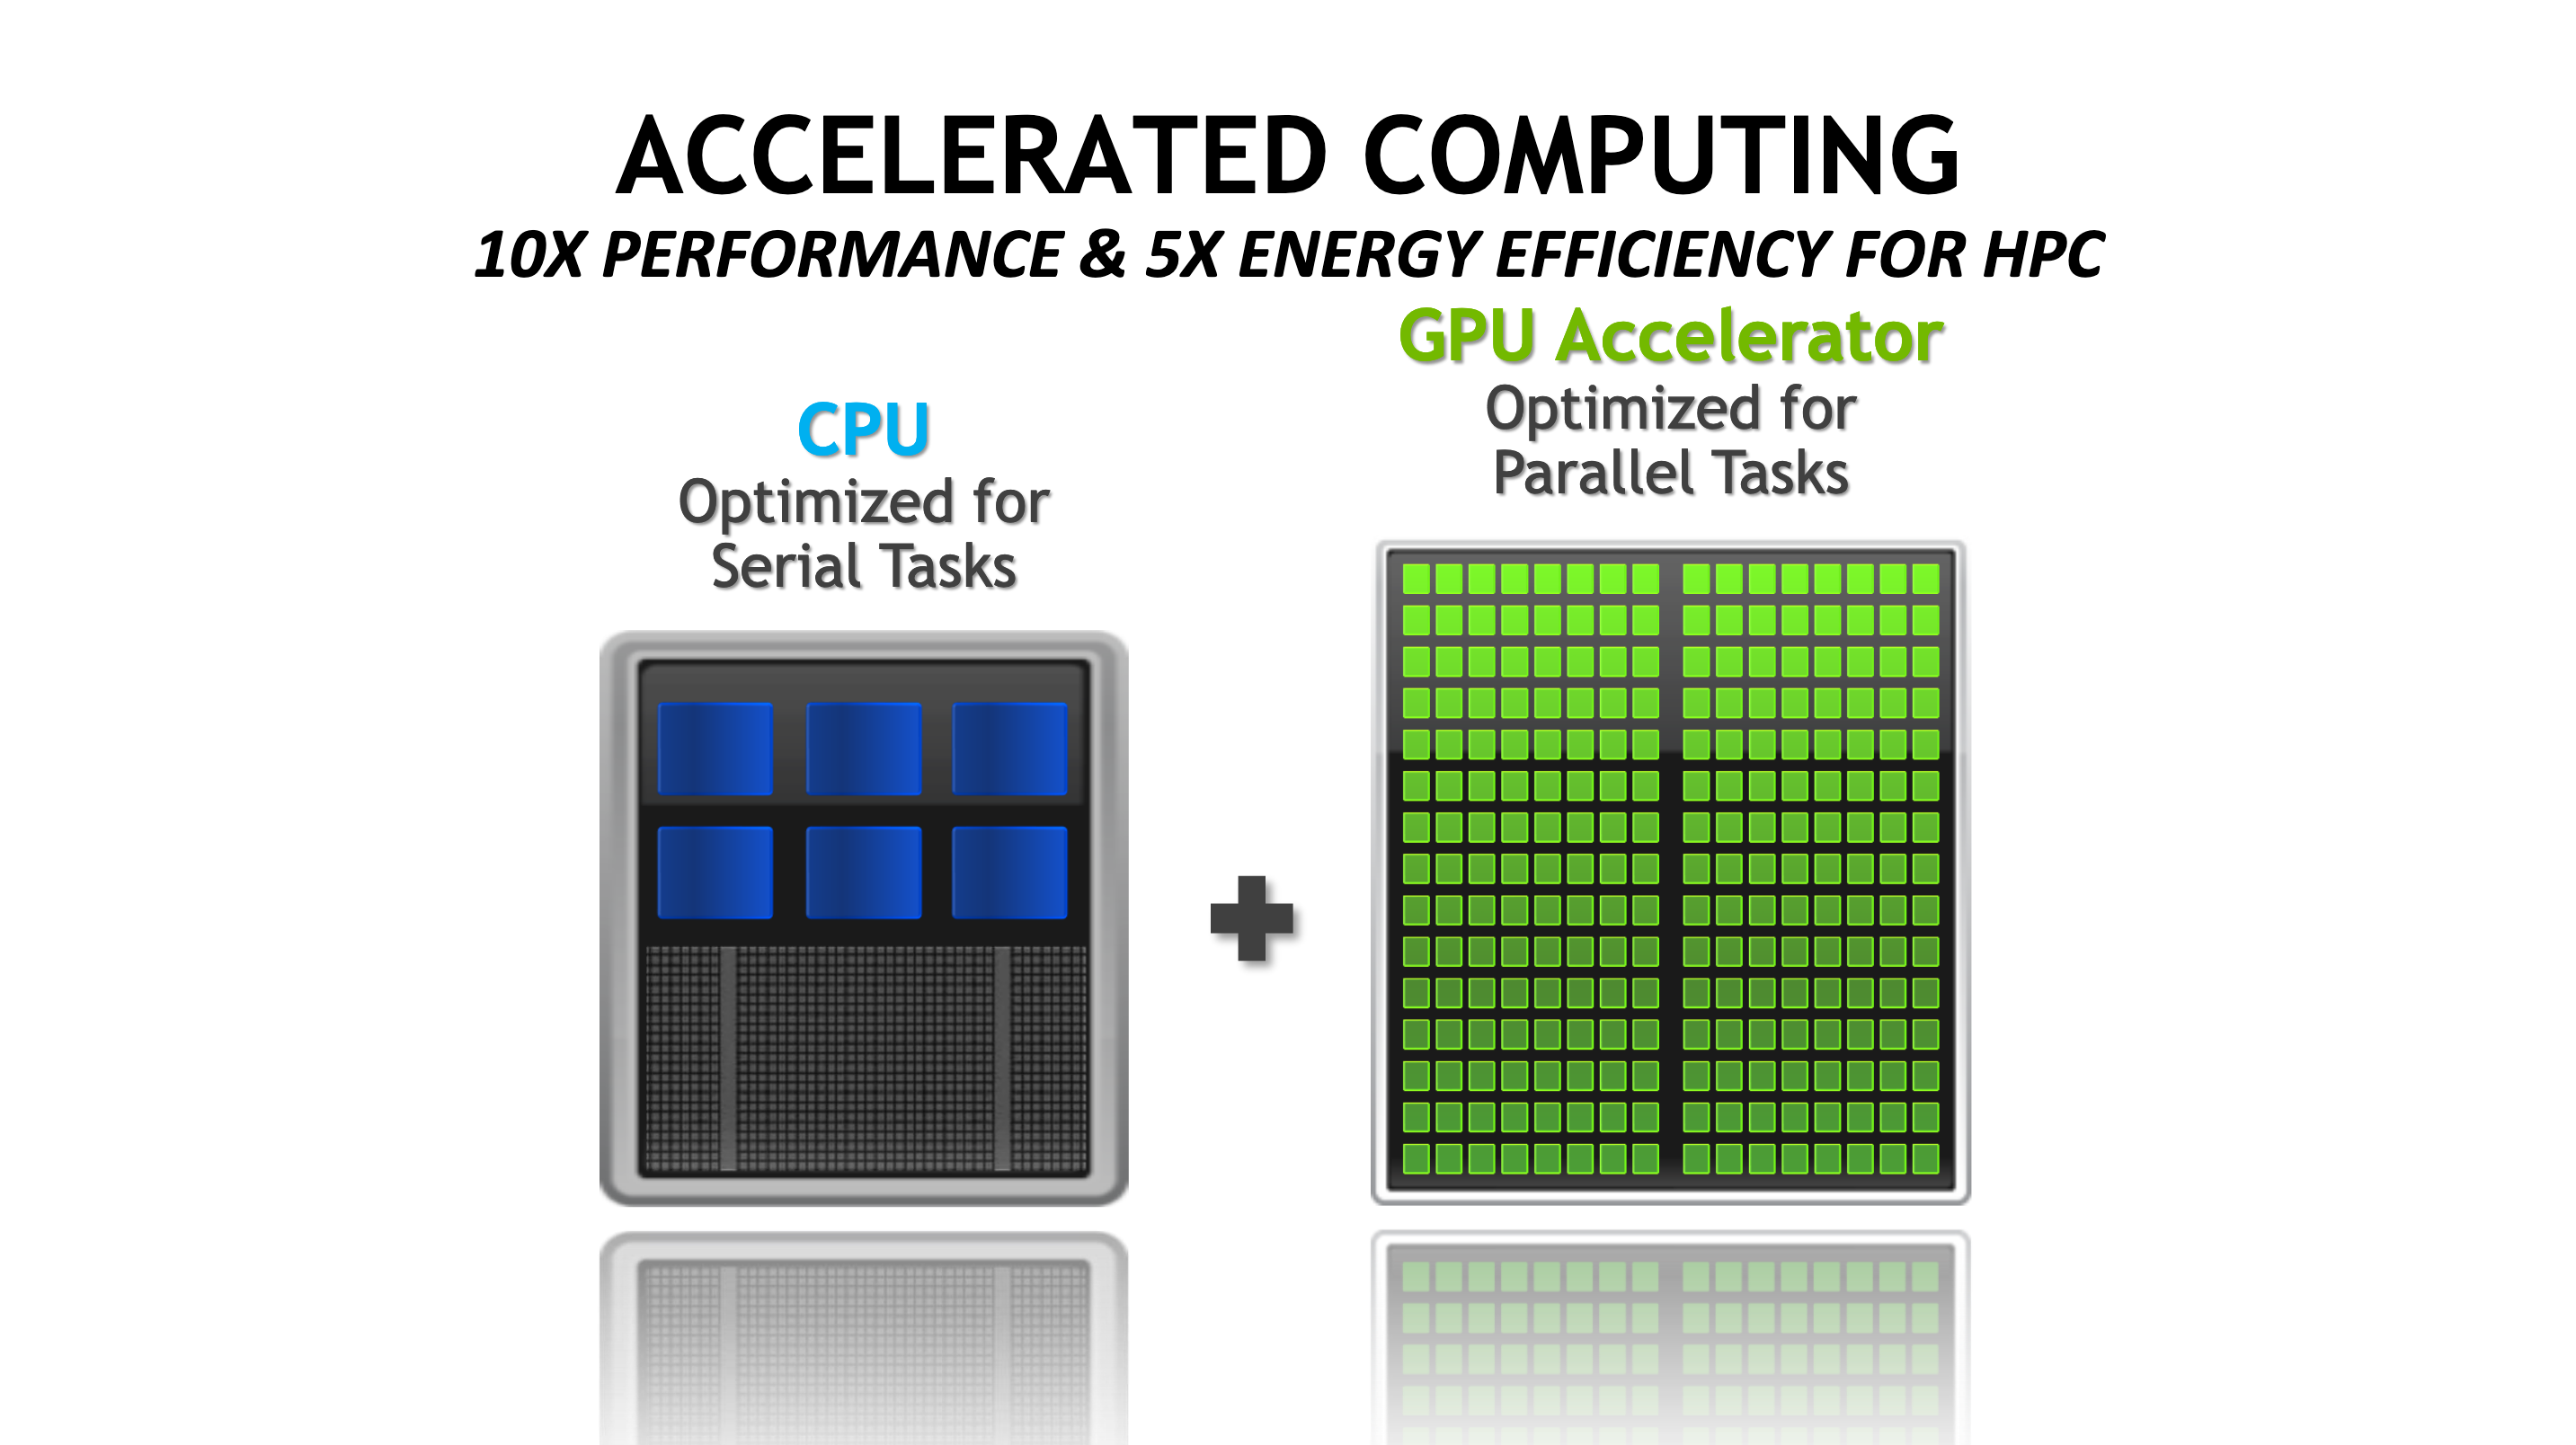 ACCELERATED COMPUTING
10X PERFORMANCE & 5X ENERGY EFFICIENCY FOR HPC
CPU
Optimized for
Serial Tasks
GPU Accelerator
Optimized for
Parallel Tasks